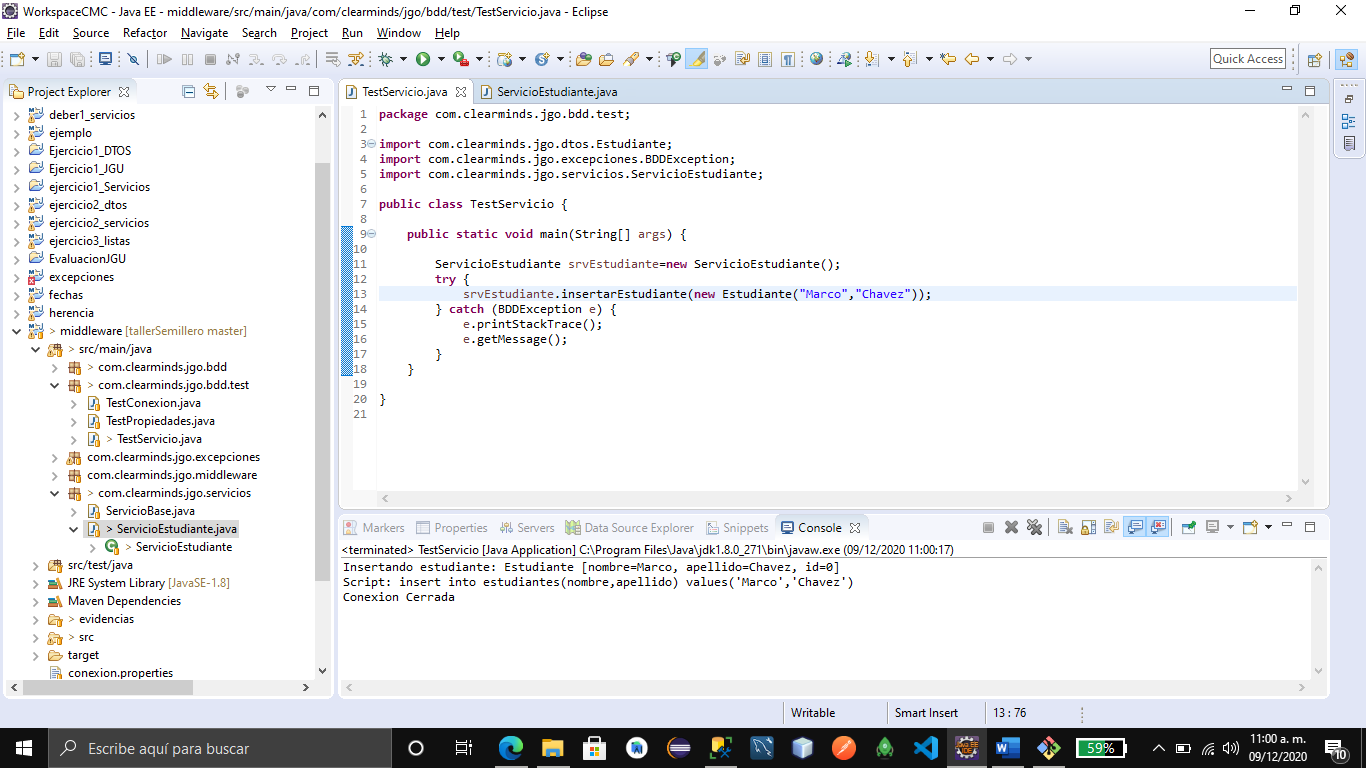 WorkspaceCMC - Java EE - middleware/src/main/java/com/clearminds/jgo/bdd/test/TestServicio.java - Eclipse
File Edit Source Refactor Navigate Search Project Run Window Help
Quick Access
Project Explorer
deber1_servicios
ejemplo
Ejercicio1_DTOS
Ejercicio1_JGU
ejercicio1_Servicios
ejercicio2_dtos
ejercicio2_servicios
ejercicio3_listas
EvaluacionJGU
excepciones
fechas
herencia
> middleware [tallerSemillero master]
> src/main/java
> com.clearminds.jgo.bdd
> com.clearminds.jgo.bdd.test
TestConexion.java
TestPropiedades.java
> TestServicio.java
com.clearminds.jgo.excepciones
com.clearminds.jgo.middleware
> com.clearminds.jgo.servicios
ServicioBase.java
> ServicioEstudiante.java
> ServicioEstudiante
src/test/java
JRE System Library [JavaSE-1.8]
Maven Dependencies
> evidencias
> src
target
conexion.properties
TestServicio.java ServicioEstudiante.java
1 package com.clearminds.jgo.bdd.test;
2
3 import com.clearminds.jgo.dtos.Estudiante;
4 import com.clearminds.jgo.excepciones.BDDException;
5 import com.clearminds.jgo.servicios.ServicioEstudiante;
6
7 public class TestServicio {
8
9 public static void main(String[] args) {
10
11 ServicioEstudiante srvEstudiante=new ServicioEstudiante();
12 try {
13 srvEstudiante.insertarEstudiante(new Estudiante("Marco","Chavez"));
14 } catch (BDDException e) {
15 e.printStackTrace();
16 e.getMessage();
17 }
18 }
19
20 }
21
Markers Properties Servers Data Source Explorer Snippets Console
<terminated> TestServicio [Java Application] C:\Program Files\Java\jdk1.8.0_271\bin\javaw.exe (09/12/2020 11:00:17)
Insertando estudiante: Estudiante [nombre=Marco, apellido=Chavez, id=0]
Script: insert into estudiantes(nombre,apellido) values('Marco','Chavez')
Conexion Cerrada
Writable Smart Insert 13 : 76
Escribe aquí para buscar
59%
11:00 a. m.
09/12/2020
10